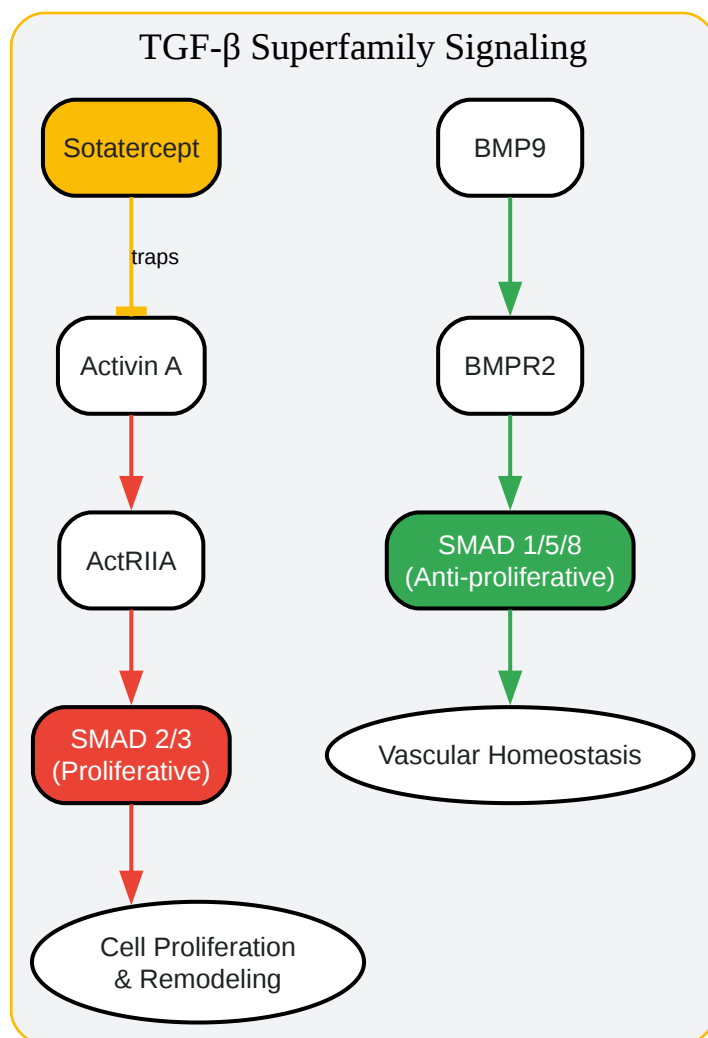 TGF-β Superfamily Signaling
Sotatercept
traps
Activin A
ActRIIA
SMAD 2/3
(Proliferative)
Cell Proliferation
& Remodeling
BMP9
BMPR2
SMAD 1/5/8
(Anti-proliferative)
Vascular Homeostasis